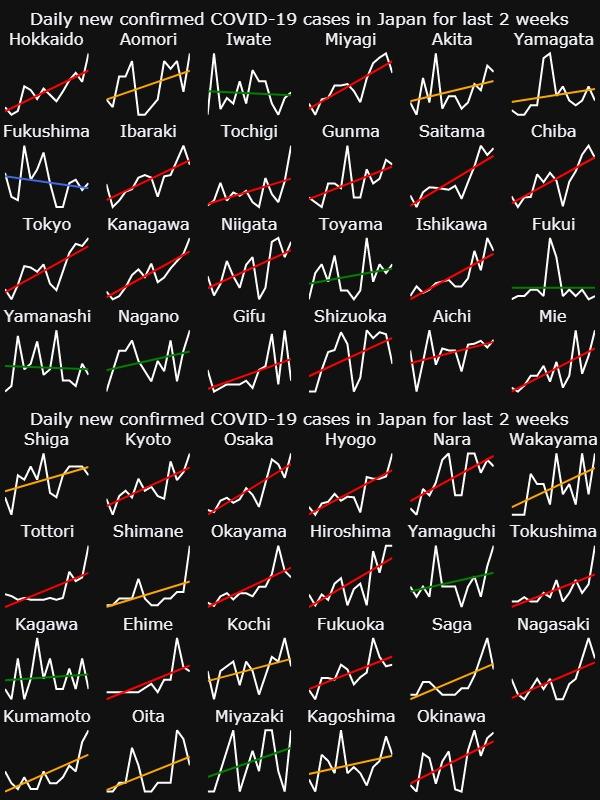 Daily new confirmed COVID-19 cases in Japan for last 2 weeks
Hokkaido Aomori Iwate Miyagi Akita Yamagata
Fukushima Ibaraki Tochigi Gunma Saitama Chiba
Tokyo Kanagawa Niigata Toyama Ishikawa Fukui
Yamanashi Nagano Gifu Shizuoka Aichi Mie
Daily new confirmed COVID-19 cases in Japan for last 2 weeks
Shiga Kyoto Osaka Hyogo Nara Wakayama
Tottori Shimane Okayama Hiroshima Yamaguchi Tokushima
Kagawa Ehime Kochi Fukuoka Saga Nagasaki
Kumamoto Oita Miyazaki Kagoshima Okinawa